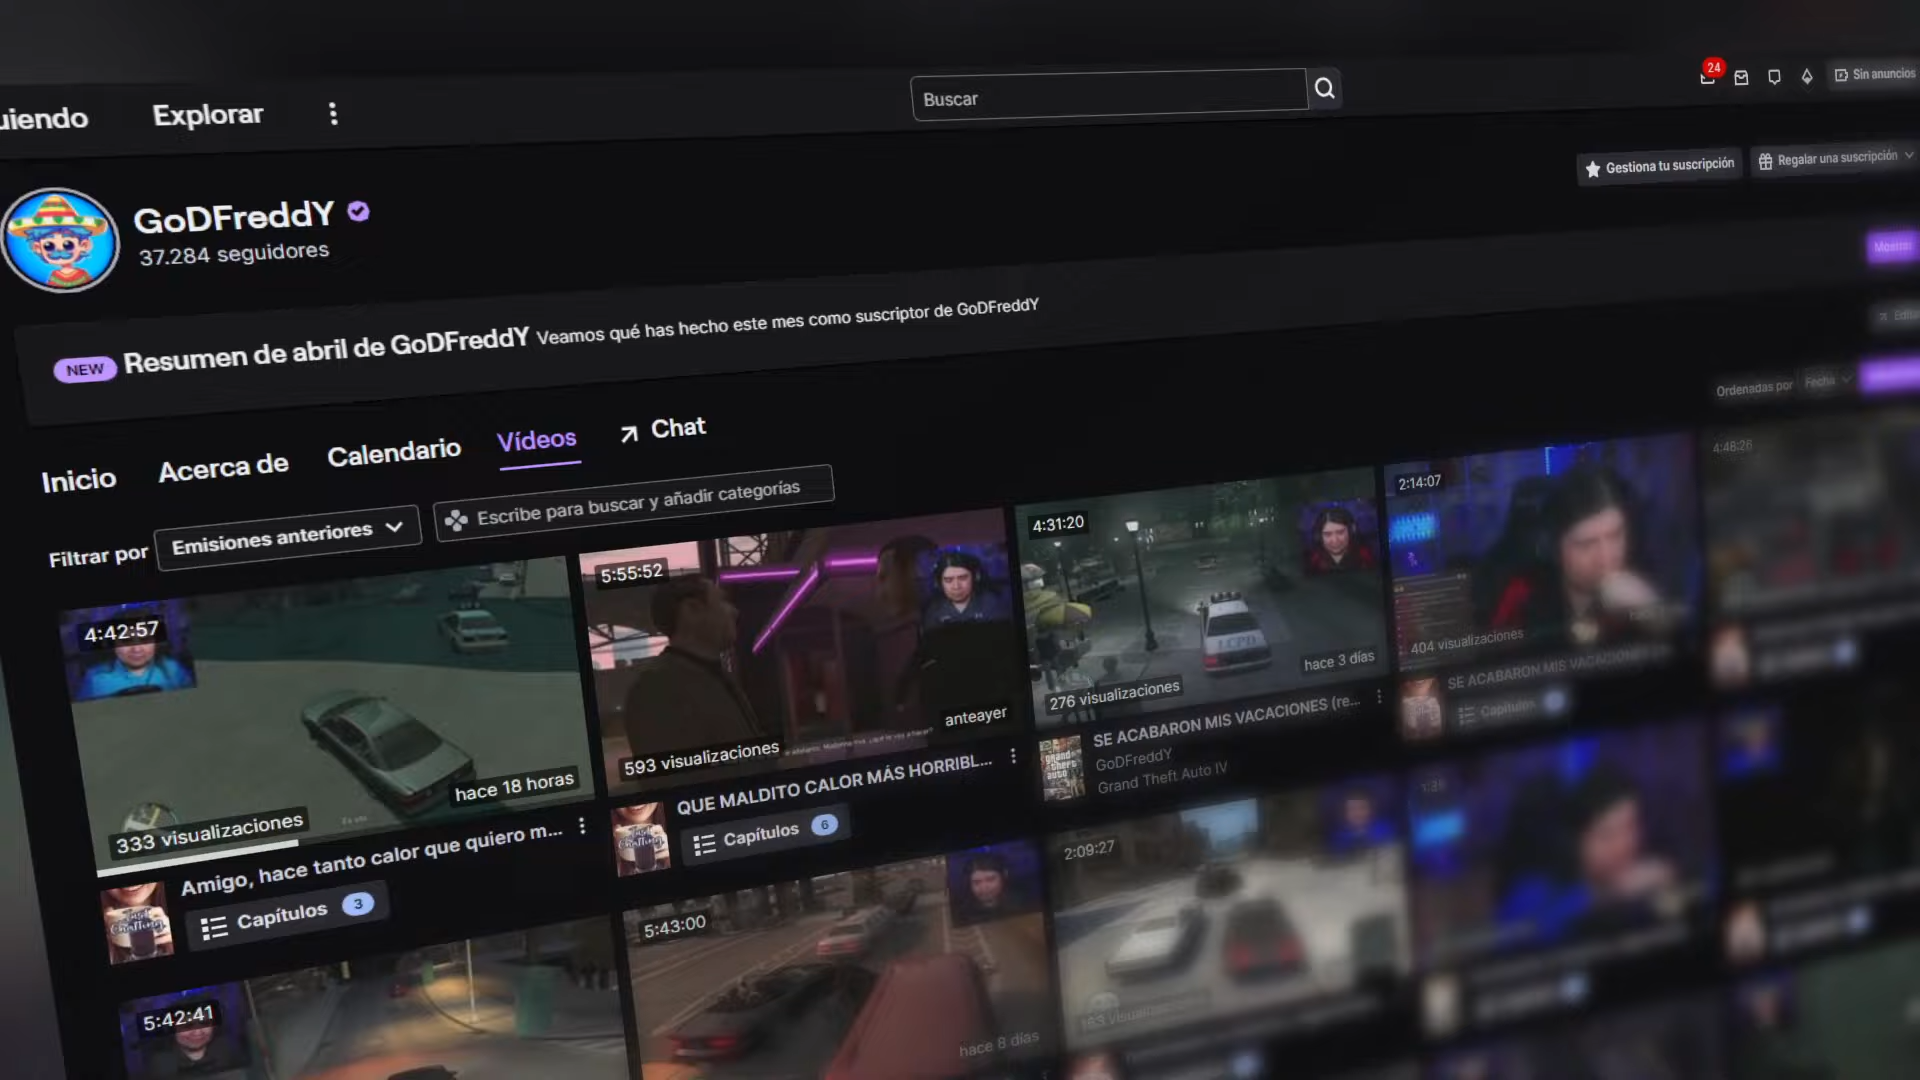 Explorar
Buscar
24
Sin anuncios
Gestiona tu suscripción
Regalar una suscripción
GoDFreddY
37.284 seguidores
NEW Resumen de abril de GoDFreddY Veamos qué has hecho este mes como suscriptor de GoDFreddY
Inicio
Acerca de
Calendario
Vídeos
Chat
Ordenadas por Fecha
Filtrar por
Emisiones anteriores
Escribe para buscar y añadir categorías
4:42:57
333 visualizaciones
hace 18 horas
Amigo, hace tanto calor que quiero m...
Capítulos 3
5:55:52
593 visualizaciones
anteayer
QUE MALDITO CALOR MÁS HORRIBL...
Capítulos 6
4:31:20
276 visualizaciones
hace 3 días
SE ACABARON MIS VACACIONES (re...
GoDFreddY
Grand Theft Auto IV
2:14:07
404 visualizaciones
SE ACABARON MIS VACACIONES
Capítulos
4:48:26
5:42:41
5:43:00
hace 8 días
2:09:27